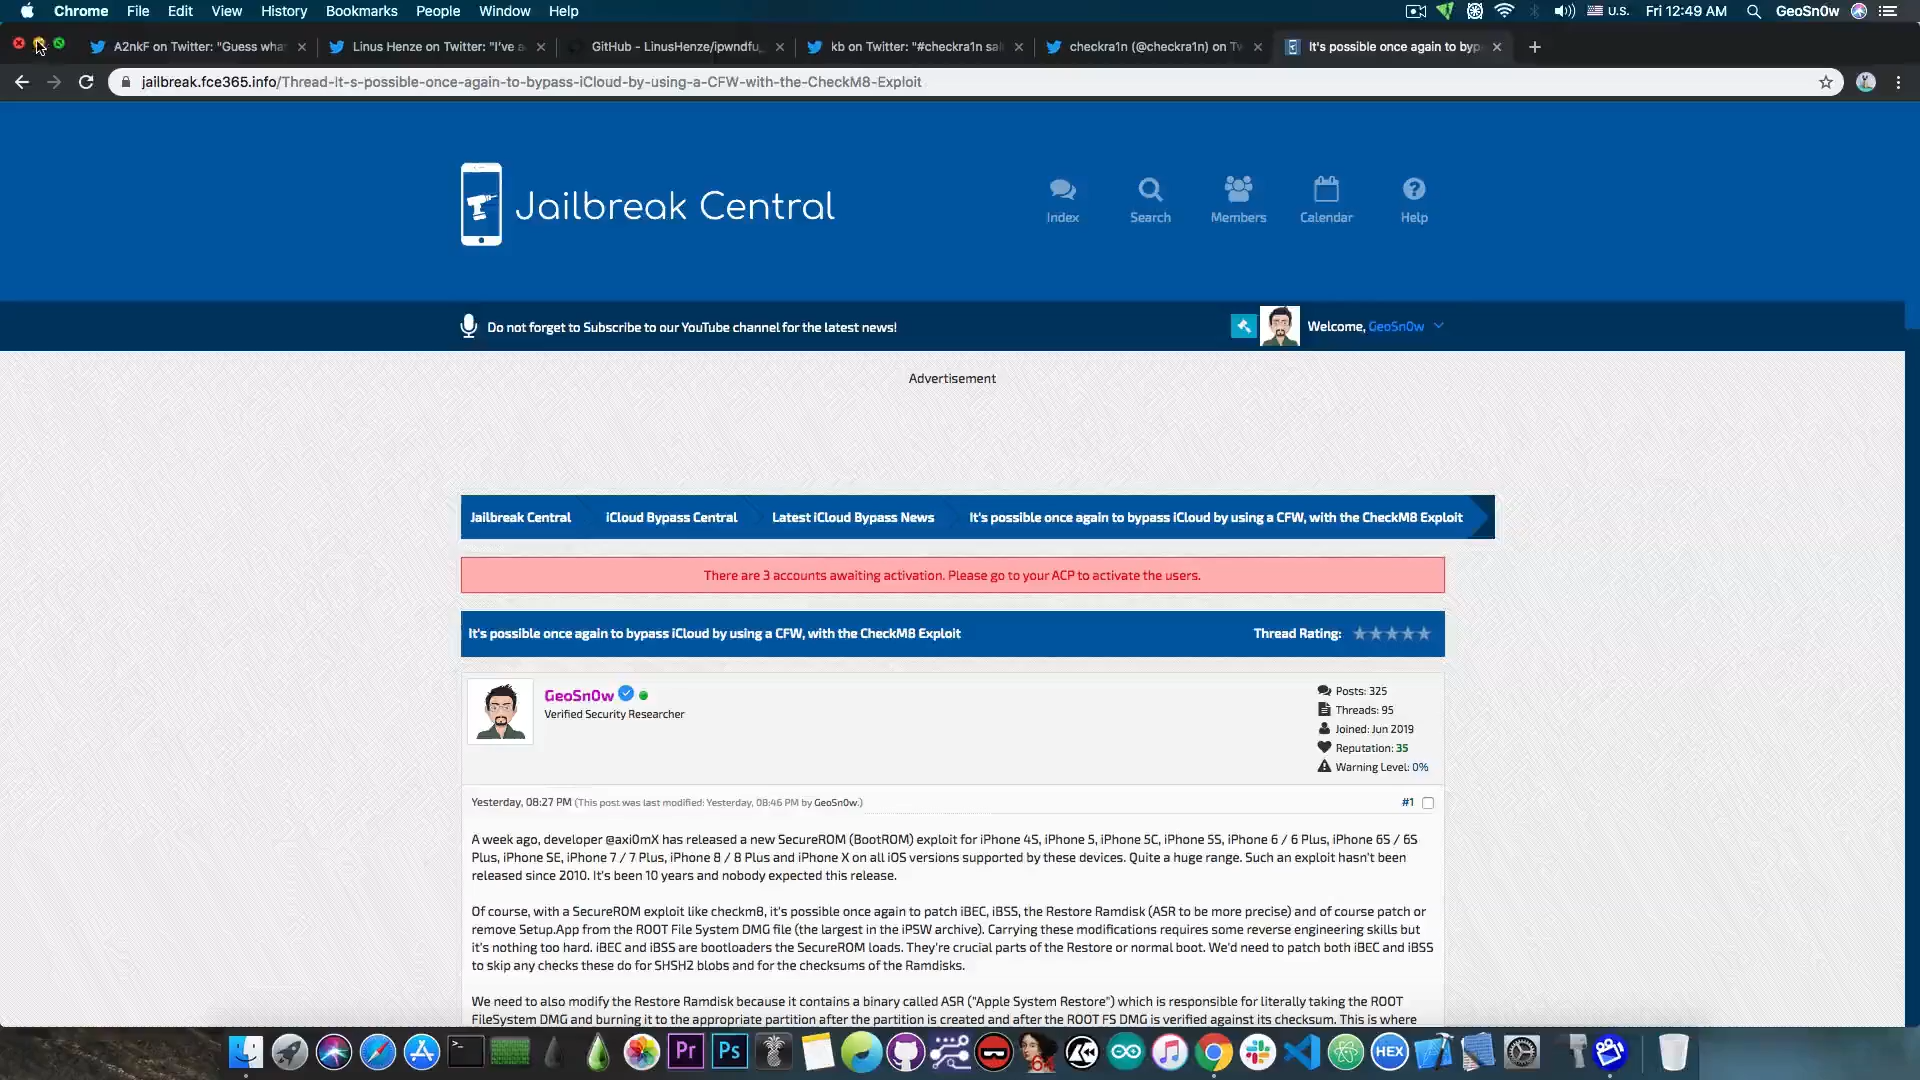 Chrome File Edit View History Bookmarks People Window Help U.S. Fri 12:49 AM GeoSn0w
A2nkF on Twitter: "Guess wha
Linus Henze on Twitter: "I've a
GitHub - LinusHenze/ipwndfu_
kb on Twitter: "#checkra1n sai
checkra1n (@checkra1n) on Tw
It's possible once again to byp
jailbreak.fce365.info/Thread-It-s-possible-once-again-to-bypass-iCloud-by-using-a-CFW-with-the-CheckM8-Exploit
Jailbreak Central
Index Search Members Calendar Help
Do not forget to Subscribe to our YouTube channel for the latest news!
Welcome, GeoSn0w
Advertisement
Jailbreak Central iCloud Bypass Central Latest iCloud Bypass News It's possible once again to bypass iCloud by using a CFW, with the CheckM8 Exploit
There are 3 accounts awaiting activation. Please go to your ACP to activate the users.
It's possible once again to bypass iCloud by using a CFW, with the CheckM8 Exploit
Thread Rating:
GeoSn0w
Verified Security Researcher
Posts: 325
Threads: 95
Joined: Jun 2019
Reputation: 35
Warning Level: 0%
Yesterday, 08:27 PM (This post was last modified: Yesterday, 08:46 PM by GeoSn0w.)
#1
A week ago, developer @axi0mX has released a new SecureROM (BootROM) exploit for iPhone 4S, iPhone 5, iPhone 5C, iPhone 5S, iPhone 6 / 6 Plus, iPhone 6S / 6S
Plus, iPhone SE, iPhone 7 / 7 Plus, iPhone 8 / 8 Plus and iPhone X on all iOS versions supported by these devices. Quite a huge range. Such an exploit hasn't been
released since 2010. It's been 10 years and nobody expected this release.
Of course, with a SecureROM exploit like checkm8, it's possible once again to patch iBEC, iBSS, the Restore Ramdisk (ASR to be more precise) and of course patch or
remove Setup.App from the ROOT File System DMG file (the largest in the iPSW archive). Carrying these modifications requires some reverse engineering skills but
it's nothing too hard. iBEC and iBSS are bootloaders the SecureROM loads. They're crucial parts of the Restore or normal boot. We'd need to patch both iBEC and iBSS
to skip any checks these do for SHSH2 blobs and for the checksums of the Ramdisks.
We need to also modify the Restore Ramdisk because it contains a binary called ASR ("Apple System Restore") which is responsible for literally taking the ROOT
FileSystem DMG and burning it to the appropriate partition after the partition is created and after the ROOT FS DMG is verified against its checksum. This is where
Pr
Ps
64
HEX